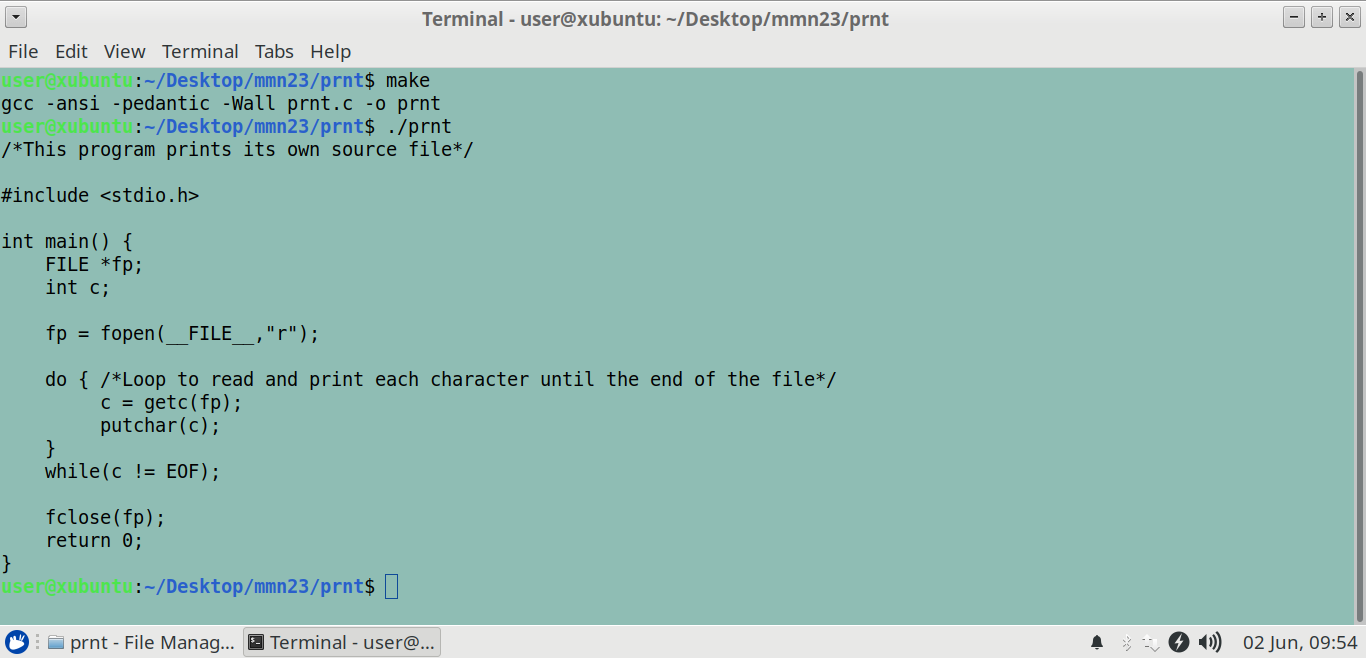 Terminal - user@xubuntu: ~/Desktop/mmn23/prnt
File Edit View Terminal Tabs Help
user@xubuntu:~/Desktop/mmn23/prnt$ make
gcc -ansi -pedantic -Wall prnt.c -o prnt
user@xubuntu:~/Desktop/mmn23/prnt$ ./prnt
/*This program prints its own source file*/

#include <stdio.h>

int main() {
    FILE *fp;
    int c;

    fp = fopen(__FILE__,"r");

    do { /*Loop to read and print each character until the end of the file*/
         c = getc(fp);
         putchar(c);
    }
    while(c != EOF);

    fclose(fp);
    return 0;
}
user@xubuntu:~/Desktop/mmn23/prnt$
prnt - File Manag... Terminal - user@... 02 Jun, 09:54